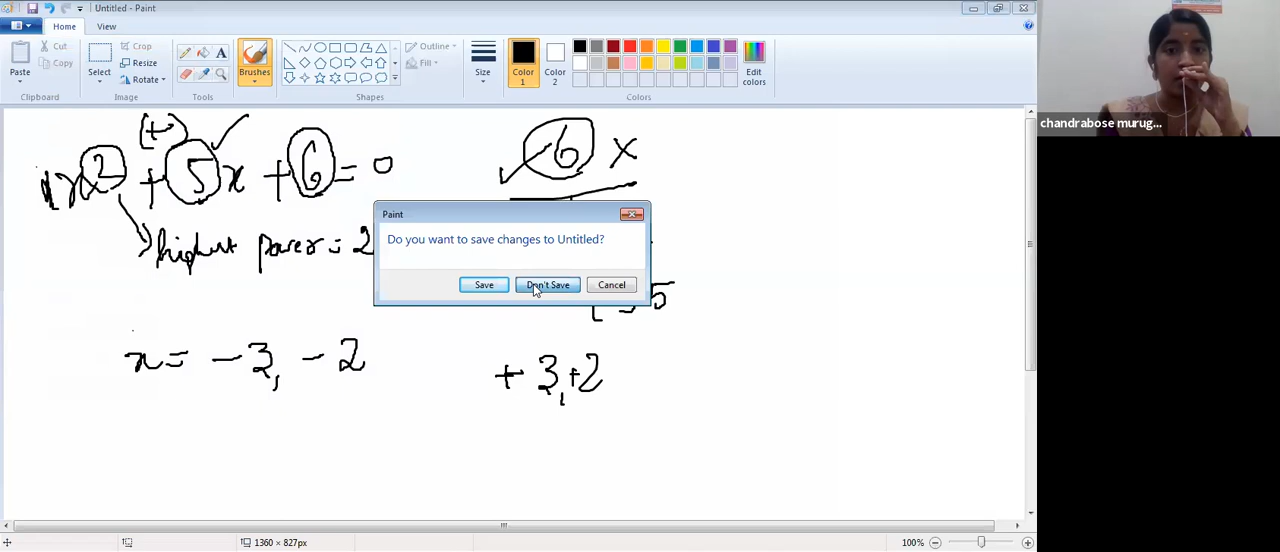 Untitled - Paint
Home View
Paste
Cut
Copy
Clipboard
Select
Crop
Resize
Rotate
Image
A
Tools
Brushes
Outline
Fill
Shapes
Size
Color 1
Color 2
Edit colors
Colors
chandrabose murug...
(+)
+ 5x + 6 = 0
6 x
highest power = 2
5
Paint
Do you want to save changes to Untitled?
Save Don't Save Cancel
x = -3, -2
+ 3, +2
1360 × 827px
100%